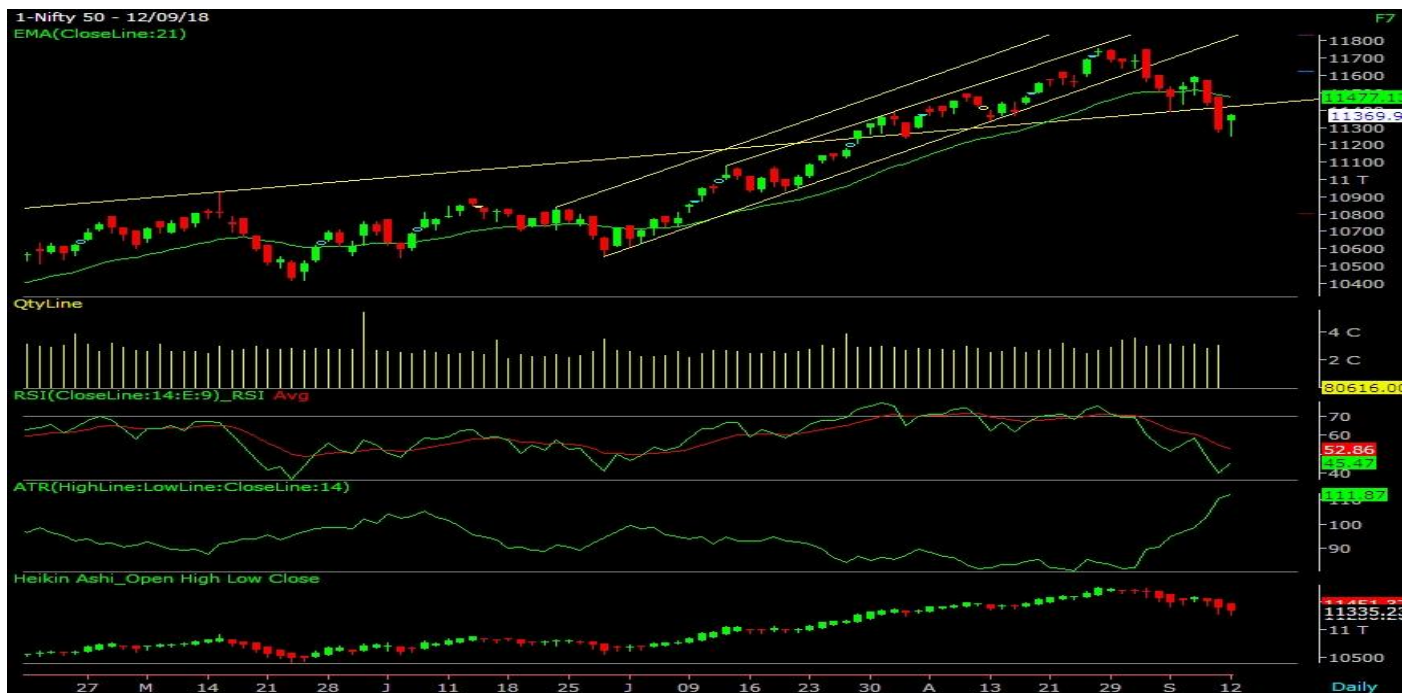 1-Nifty 50 - 12/09/18 F7
EMA(CloseLine:21)
11800
11700
11600
11477.13
11369.9
11300
11200
11100
11 T
10900
10800
10700
10600
10500
10400
QtyLine
4 C
2 C
80616.00
RSI(CloseLine:14:E:9)_RSI Avg
70
60
52.86
45.47
40
ATR(HighLine:LowLine:CloseLine:14)
111.87
100
90
Heikin Ashi_Open High Low Close
11335.23
11 T
10500
27 M 14 21 28 J 11 18 25 J 09 16 23 30 A 13 21 29 S 12 Daily